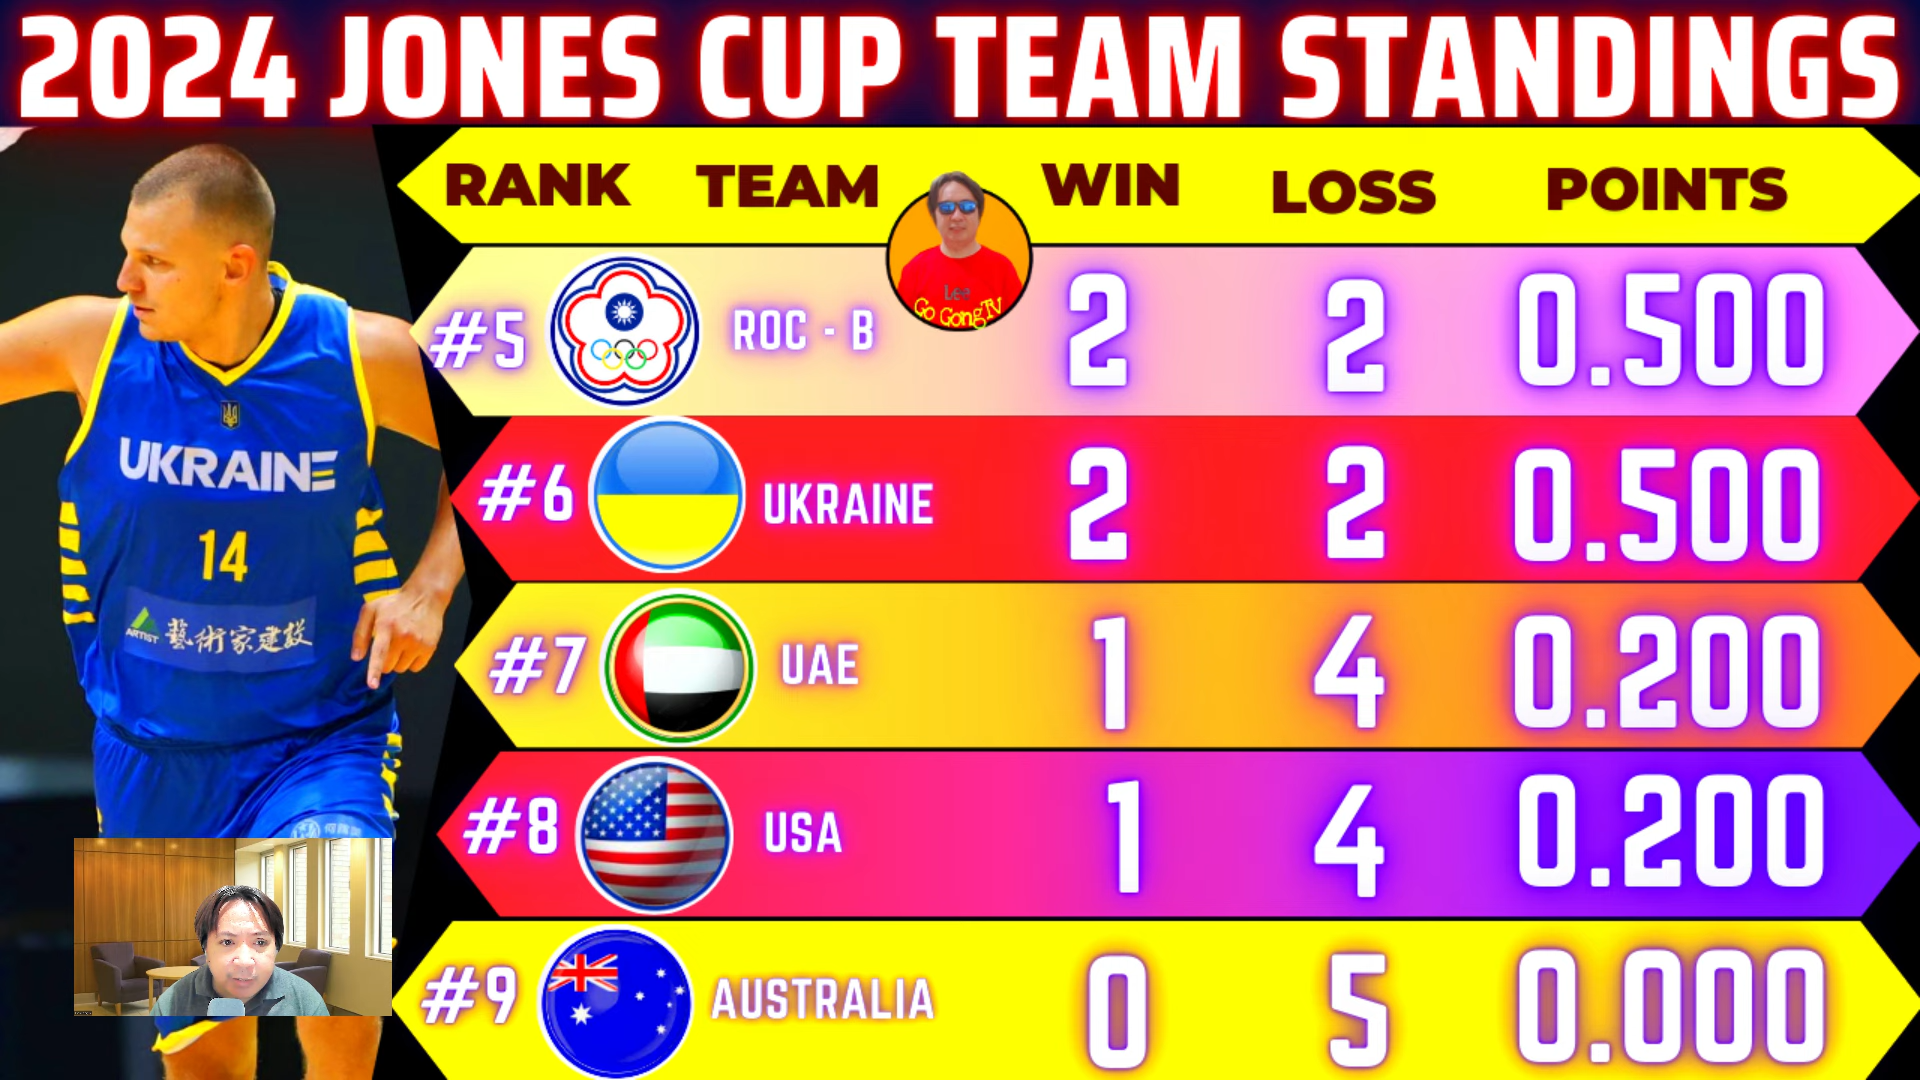 2024 JONES CUP TEAM STANDINGS
RANK TEAM WIN LOSS POINTS
Lee
Go GongTV
#5 ROC - B 2 2 0.500
#6 UKRAINE 2 2 0.500
#7 UAE 1 4 0.200
#8 USA 1 4 0.200
#9 AUSTRALIA 0 5 0.000
UKRAINE
14
ARTIST 藝術家建設